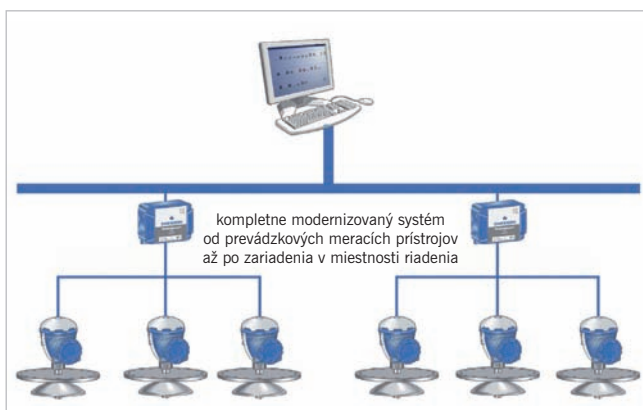 kompletne modernizovaný systém
od prevádzkových meracích prístrojov
až po zariadenia v miestnosti riadenia